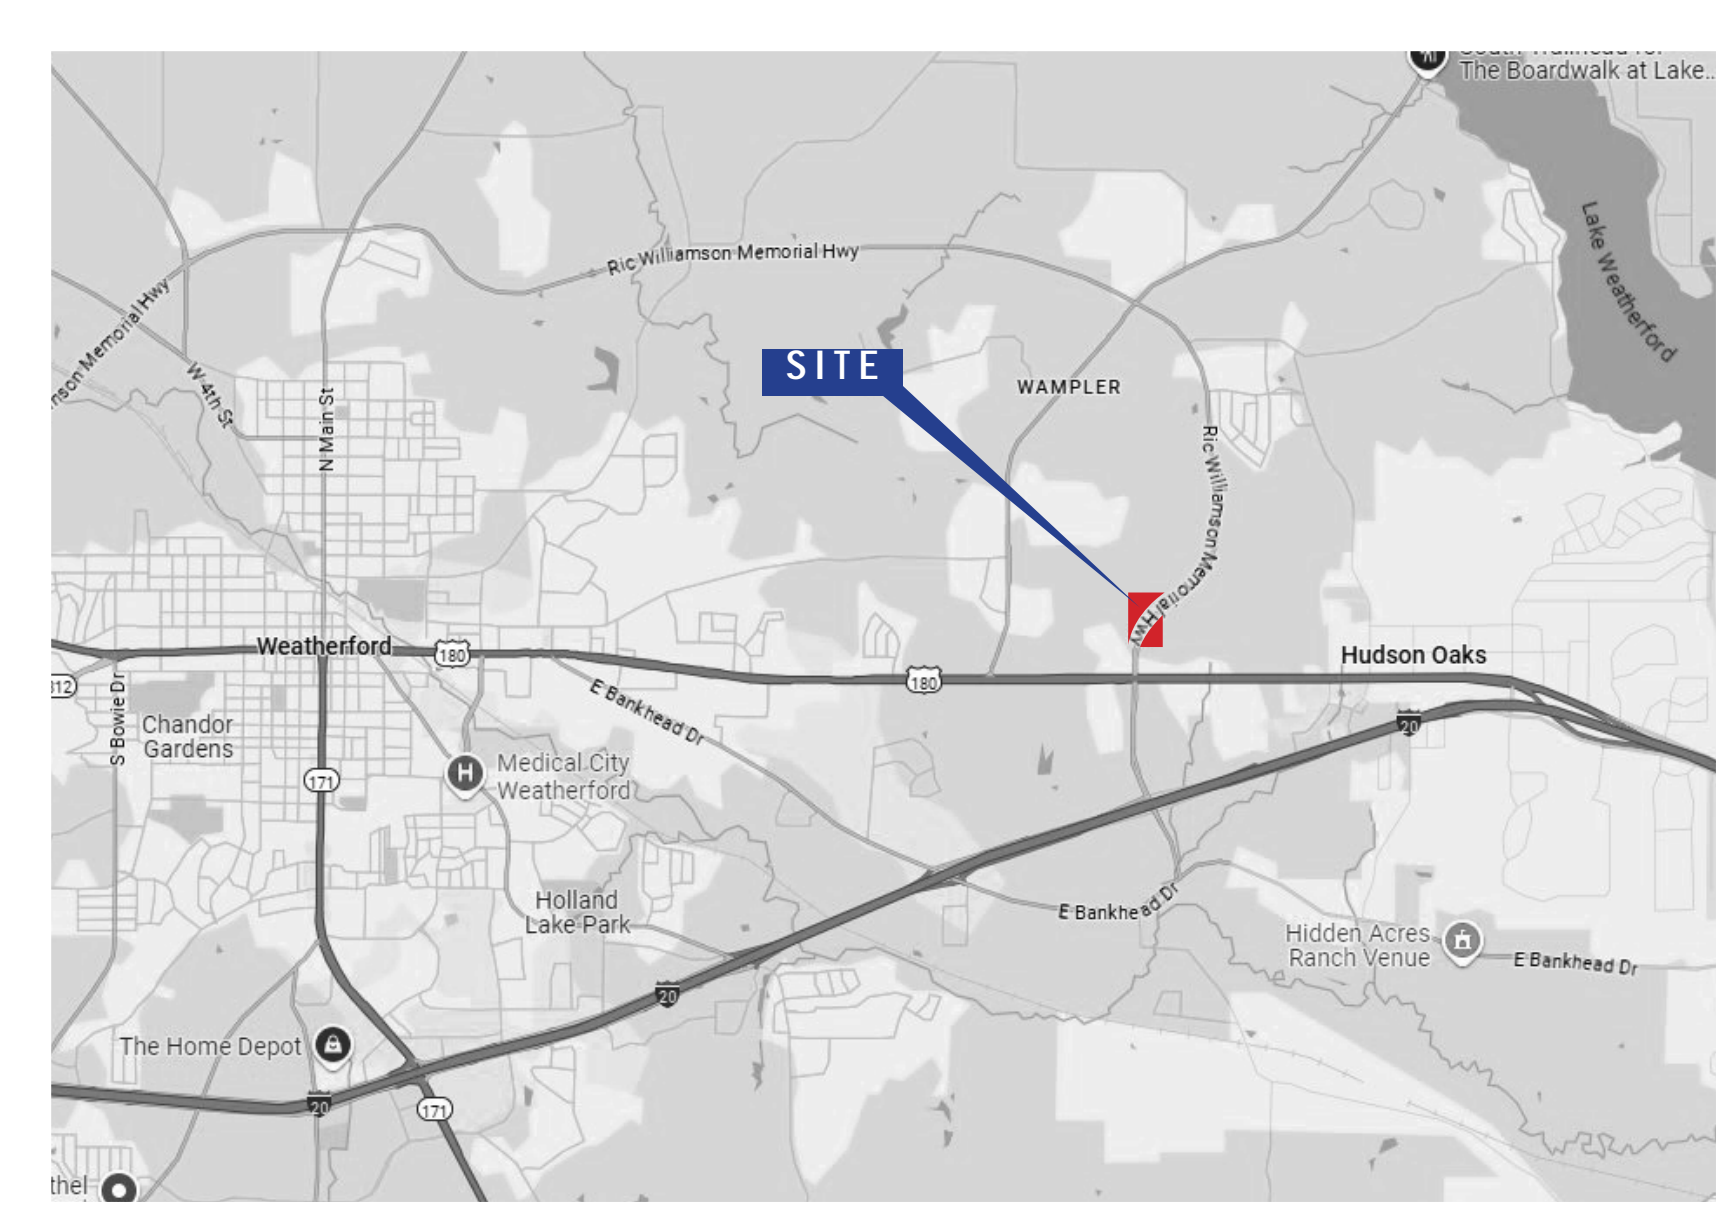 The Boardwalk at Lake..
Lake Weatherford
Ric Williamson Memorial Hwy
nson Memorial Hwy
SITE
WAMPLER
W 4th St
N Main St
Ric Williamson Memorial Hwy
Weatherford
180
180
Hudson Oaks
312
S Bowie Dr
E Bankhead Dr
20
Chandor
Gardens
171
Medical City
Weatherford
H
Holland
Lake Park
E Bankhead Dr
Hidden Acres
Ranch Venue
E Bankhead Dr
20
The Home Depot
20
171
thel